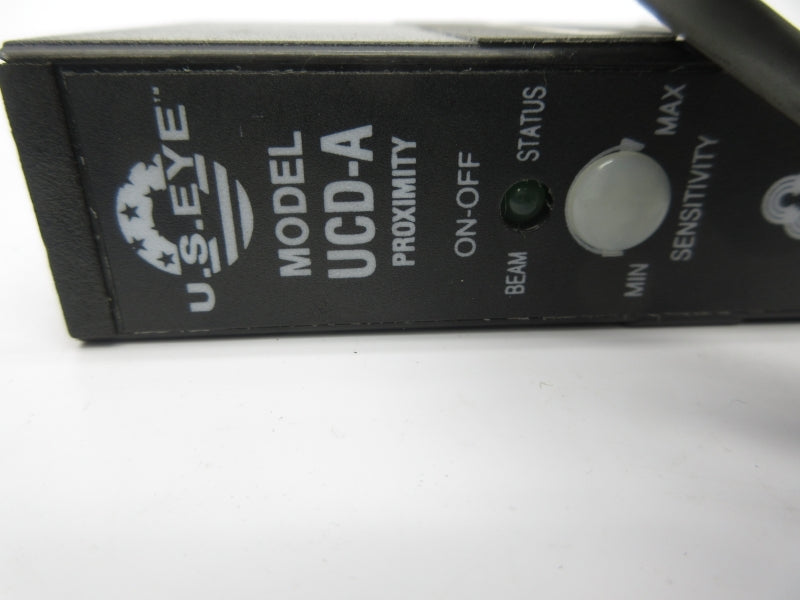 U.S.EYE™
MODEL
UCD-A
PROXIMITY
ON-OFF
BEAM STATUS
MIN MAX
SENSITIVITY